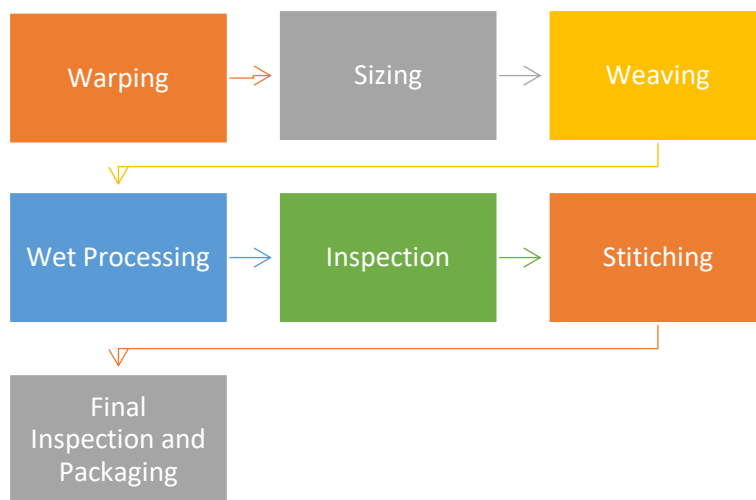 Warping
Sizing
Weaving
Wet Processing
Inspection
Stitiching
Final
Inspection and
Packaging